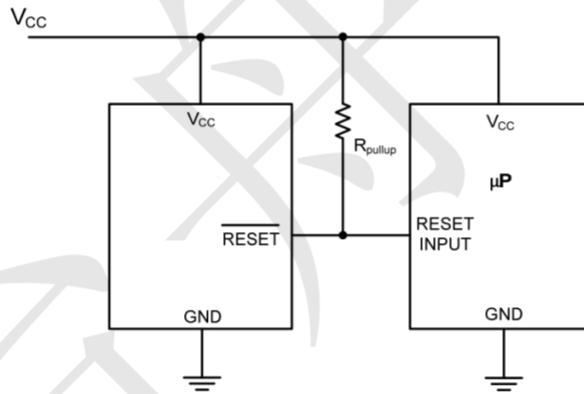 VCC
VCC
RESET
GND
Rpullup
VCC
μP
RESET
INPUT
GND